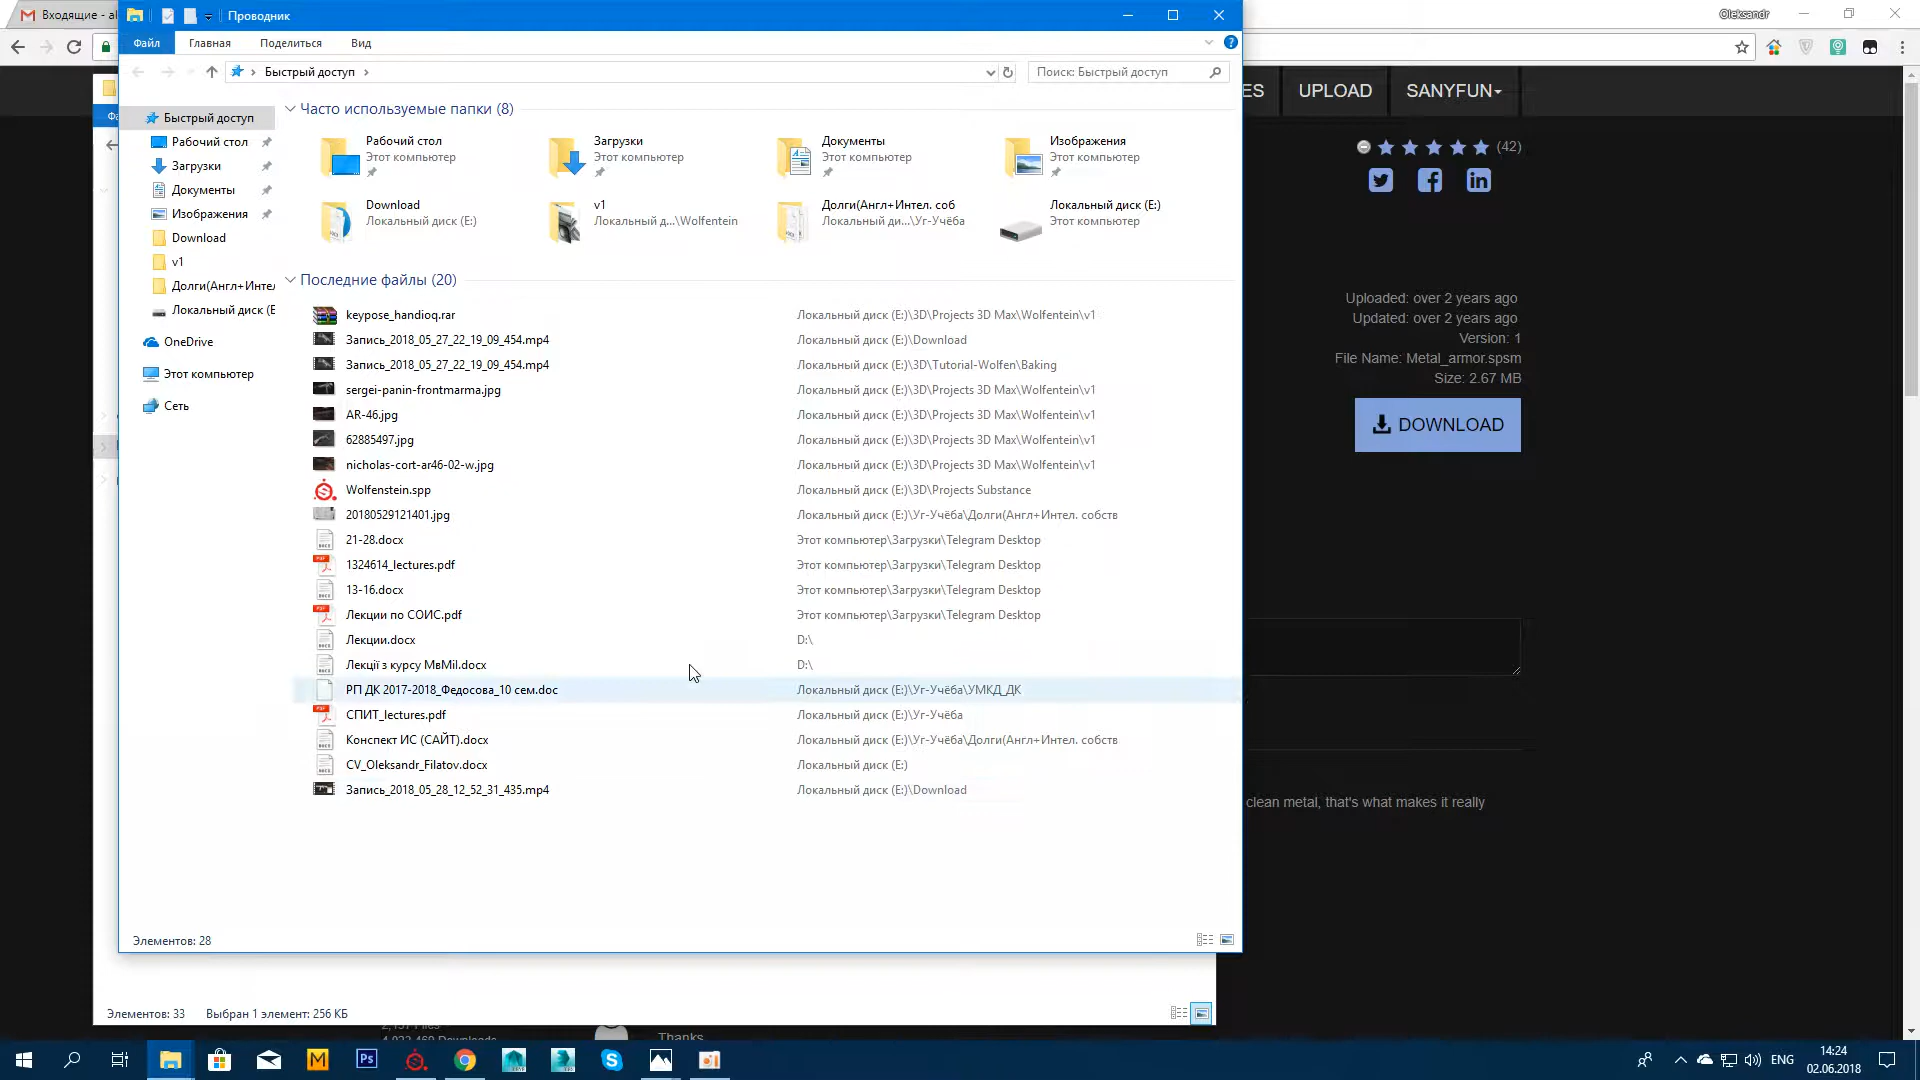 Входящие - al
Проводник
Oleksandr
Файл
Главная
Поделиться
Вид
Быстрый доступ
Поиск: Быстрый доступ
ES
UPLOAD
SANYFUN
Быстрый доступ
Рабочий стол
Загрузки
Документы
Изображения
Download
v1
Долги(Англ+Интел
Локальный диск (E
OneDrive
Этот компьютер
Сеть
Часто используемые папки (8)
Рабочий стол
Этот компьютер
Загрузки
Этот компьютер
Документы
Этот компьютер
Изображения
Этот компьютер
Download
Локальный диск (E:)
v1
Локальный д...\Wolfentein
Долги(Англ+Интел. соб
Локальный ди...\Уг-Учёба
Локальный диск (E:)
Этот компьютер
Последние файлы (20)
keypose_handioq.rar Локальный диск (E:)\3D\Projects 3D Max\Wolfentein\v1
Запись_2018_05_27_22_19_09_454.mp4 Локальный диск (E:)\Download
Запись_2018_05_27_22_19_09_454.mp4 Локальный диск (E:)\3D\Tutorial-Wolfen\Baking
sergei-panin-frontmarma.jpg Локальный диск (E:)\3D\Projects 3D Max\Wolfentein\v1
AR-46.jpg Локальный диск (E:)\3D\Projects 3D Max\Wolfentein\v1
62885497.jpg Локальный диск (E:)\3D\Projects 3D Max\Wolfentein\v1
nicholas-cort-ar46-02-w.jpg Локальный диск (E:)\3D\Projects 3D Max\Wolfentein\v1
Wolfenstein.spp Локальный диск (E:)\3D\Projects Substance
20180529121401.jpg Локальный диск (E:)\Уг-Учёба\Долги(Англ+Интел. собств
21-28.docx Этот компьютер\Загрузки\Telegram Desktop
1324614_lectures.pdf Этот компьютер\Загрузки\Telegram Desktop
13-16.docx Этот компьютер\Загрузки\Telegram Desktop
Лекции по СОИС.pdf Этот компьютер\Загрузки\Telegram Desktop
Лекции.docx D:\
Лекції з курсу МвМіІ.docx D:\
РП ДК 2017-2018_Федосова_10 сем.doc Локальный диск (E:)\Уг-Учёба\УМКД_ДК
СПИТ_lectures.pdf Локальный диск (E:)\Уг-Учёба
Конспект ИС (САЙТ).docx Локальный диск (E:)\Уг-Учёба\Долги(Англ+Интел. собств
CV_Oleksandr_Filatov.docx Локальный диск (E:)
Запись_2018_05_28_12_52_31_435.mp4 Локальный диск (E:)\Download
Элементов: 28
(42)
Uploaded: over 2 years ago
Updated: over 2 years ago
Version: 1
File Name: Metal_armor.spsm
Size: 2.67 MB
DOWNLOAD
clean metal, that's what makes it really
Элементов: 33
Выбран 1 элемент: 256 КБ
Thanks
ENG
14:24
02.06.2018